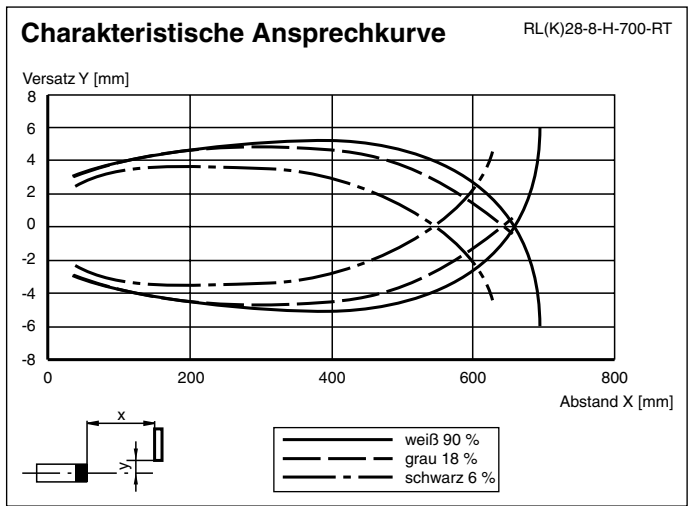 Charakteristische Ansprechkurve
RL(K)28-8-H-700-RT
Versatz Y [mm]
8
6
4
2
0
-2
-4
-6
-8
0 200 400 600 800
Abstand X [mm]
x
y
weiß 90 %
grau 18 %
schwarz 6 %